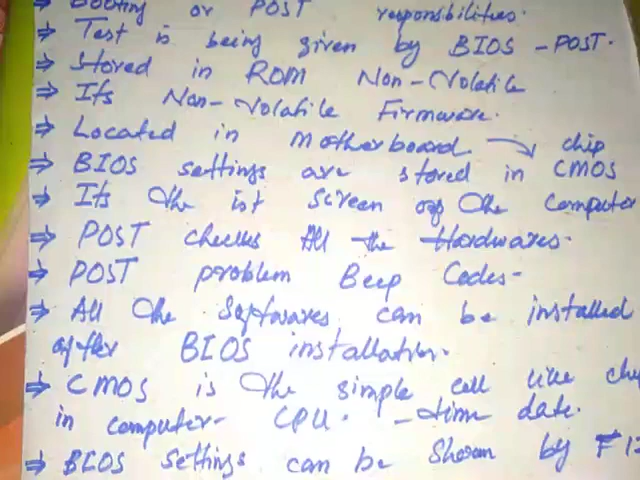 ⇒ Booting or POST responsibilities.
⇒ Test is being given by BIOS - POST.
⇒ Stored in ROM Non-Volatile
⇒ Its Non-Volatile Firmware.
⇒ Located in Motherboard → chip
⇒ BIOS settings are stored in CMOS
⇒ Its the 1st screen of the Computer
⇒ POST checks All the Hardwares.
⇒ POST problem Beep Codes-
⇒ All the Softwares can be installed
after BIOS installation.
⇒ CMOS is the simple cell like
in computer- CPU. - time date.
⇒ BIOS Settings can be Shown by